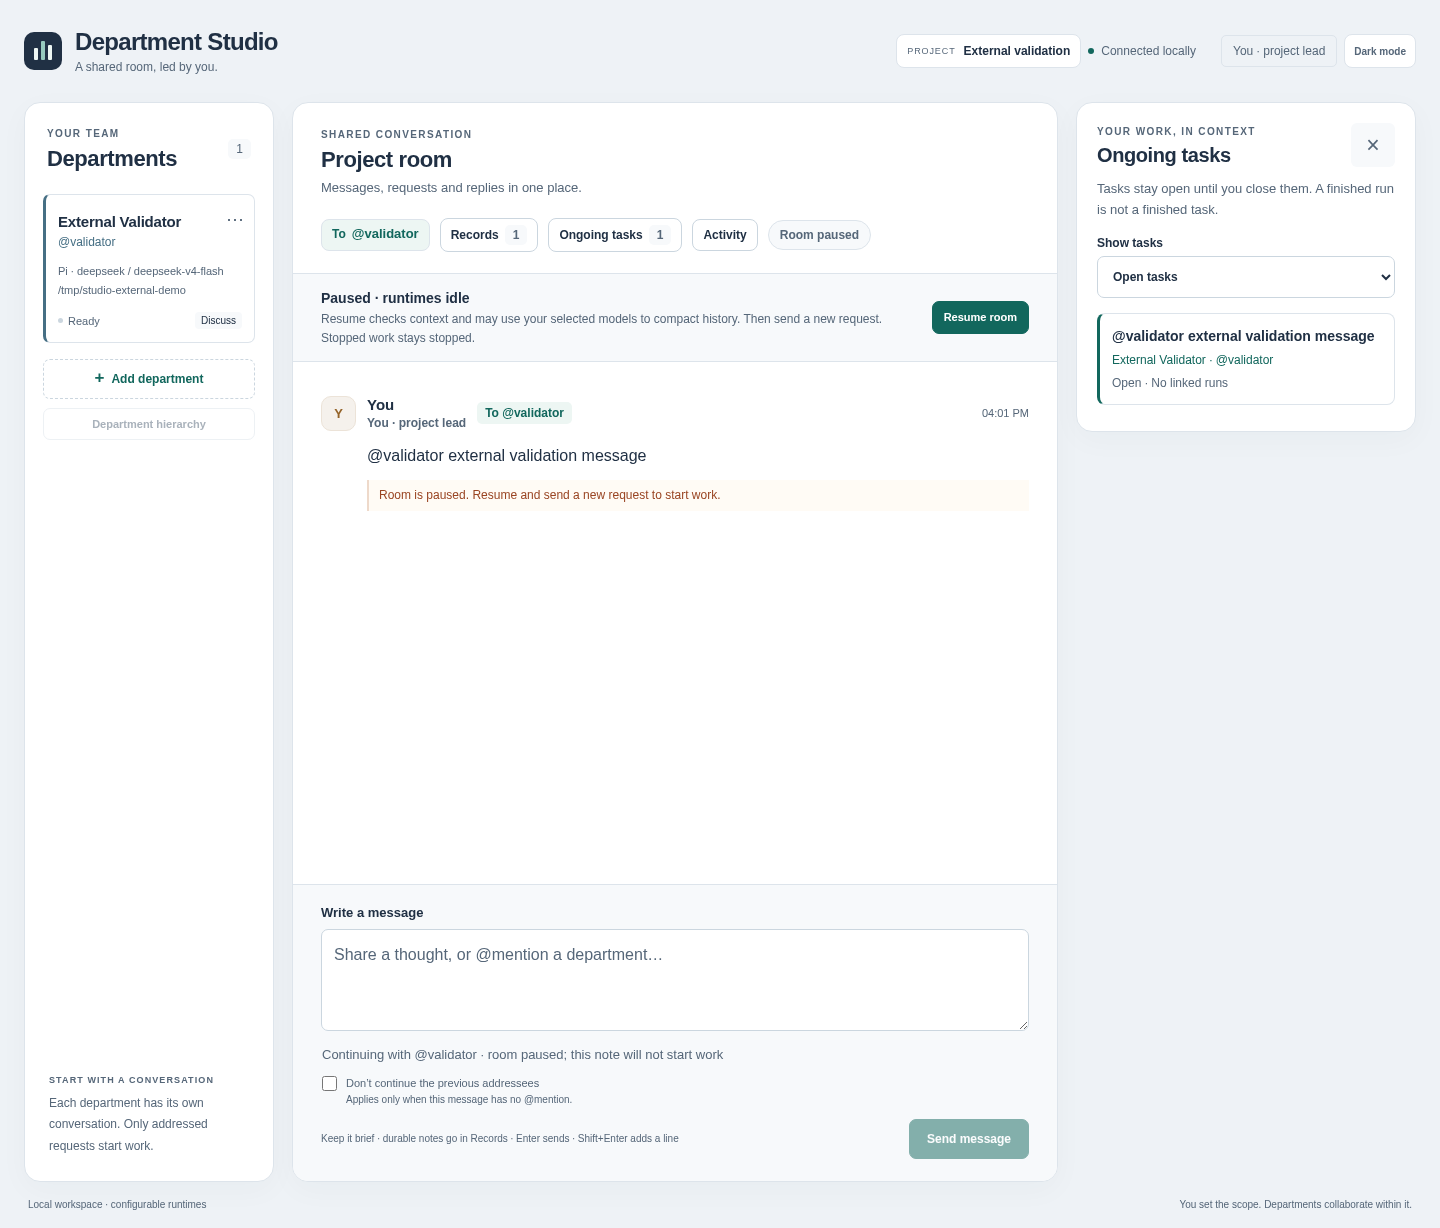 Department Studio
A shared room, led by you.
PROJECT External validation
Connected locally
You · project lead
Dark mode
YOUR TEAM
Departments
1
External Validator
@validator
Pi · deepseek / deepseek-v4-flash
/tmp/studio-external-demo
Ready
Discuss
+ Add department
Department hierarchy
START WITH A CONVERSATION
Each department has its own
conversation. Only addressed
requests start work.
SHARED CONVERSATION
Project room
Messages, requests and replies in one place.
To @validator
Records 1
Ongoing tasks 1
Activity
Room paused
Paused · runtimes idle
Resume checks context and may use your selected models to compact history. Then send a new request.
Stopped work stays stopped.
Resume room
Y
You
You · project lead
To @validator
04:01 PM
@validator external validation message
Room is paused. Resume and send a new request to start work.
Write a message
Share a thought, or @mention a department…
Continuing with @validator · room paused; this note will not start work
Don’t continue the previous addressees
Applies only when this message has no @mention.
Keep it brief · durable notes go in Records · Enter sends · Shift+Enter adds a line
Send message
YOUR WORK, IN CONTEXT
Ongoing tasks
×
Tasks stay open until you close them. A finished run
is not a finished task.
Show tasks
Open tasks
@validator external validation message
External Validator · @validator
Open · No linked runs
Local workspace · configurable runtimes
You set the scope. Departments collaborate within it.